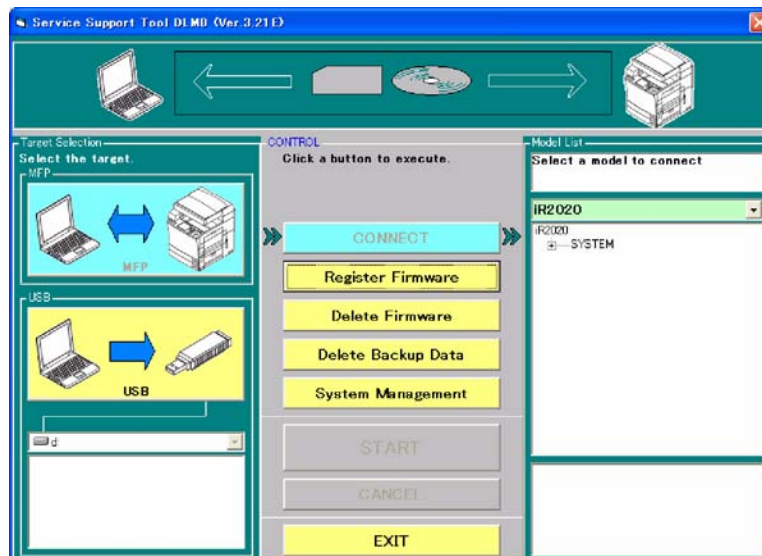 Service Support Tool DLMD (Ver.3.21E)
Target Selection
Select the target.
MFP
MFP
USB
USB
d
CONTROL
Click a button to execute.
CONNECT
Register Firmware
Delete Firmware
Delete Backup Data
System Management
START
CANCEL
EXIT
Model List
Select a model to connect
iR2020
iR2020
SYSTEM